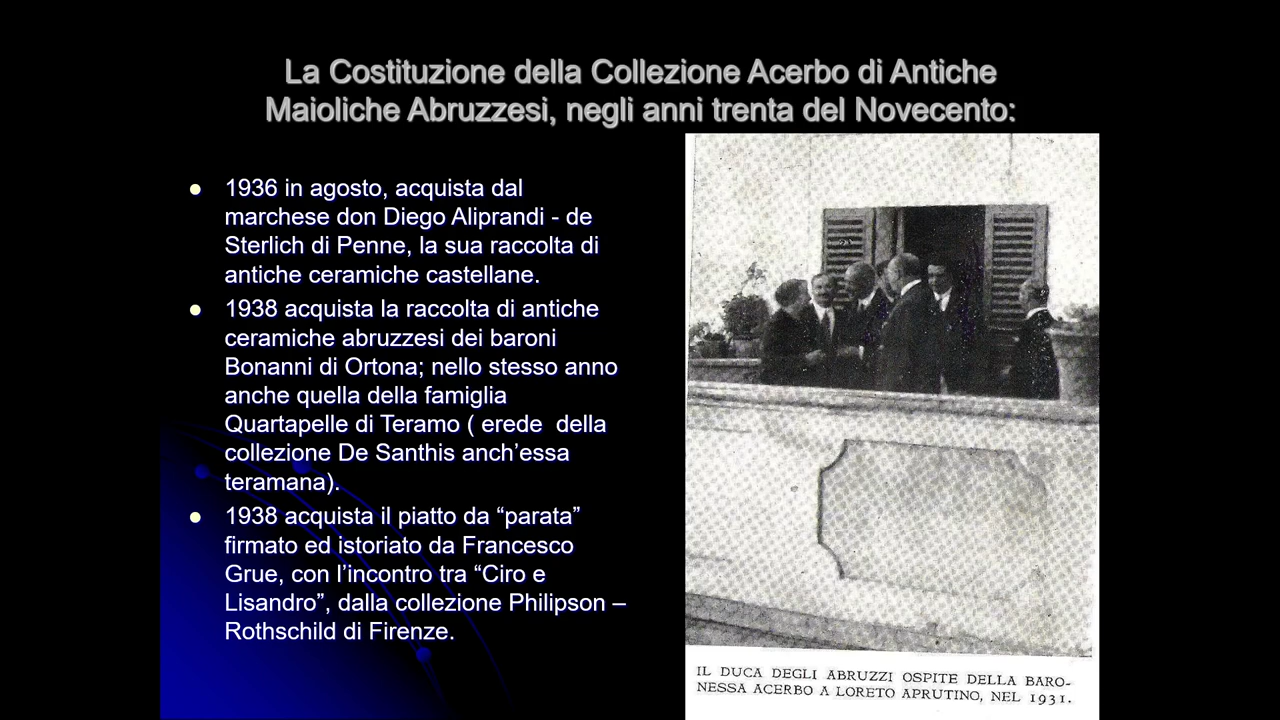 La Costituzione della Collezione Acerbo di Antiche
Maioliche Abruzzesi, negli anni trenta del Novecento:
1936 in agosto, acquista dal
marchese don Diego Aliprandi - de
Sterlich di Penne, la sua raccolta di
antiche ceramiche castellane.
1938 acquista la raccolta di antiche
ceramiche abruzzesi dei baroni
Bonanni di Ortona; nello stesso anno
anche quella della famiglia
Quartapelle di Teramo ( erede  della
collezione De Santhis anch’essa
teramana).
1938 acquista il piatto da “parata”
firmato ed istoriato da Francesco
Grue, con l’incontro tra “Ciro e
Lisandro”, dalla collezione Philipson –
Rothschild di Firenze.
IL DUCA DEGLI ABRUZZI OSPITE DELLA BARO-
NESSA ACERBO A LORETO APRUTINO, NEL 1931.